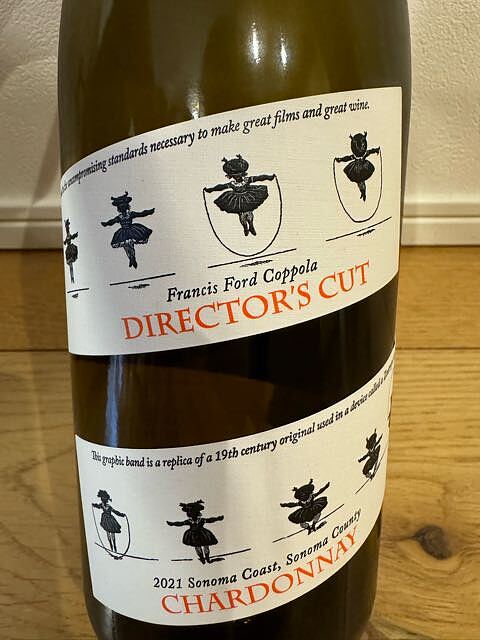 uncompromising standards necessary to make great films and great wine.
Francis Ford Coppola
DIRECTOR'S CUT
This graphic band is a replica of a 19th century original used in a device called a
2021 Sonoma Coast, Sonoma County
CHARDONNAY